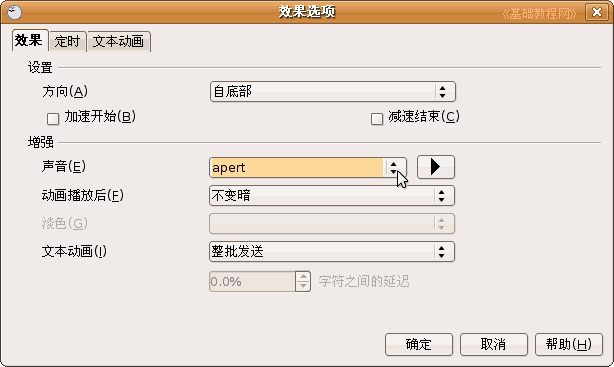 效果选项
《基础教程网》
效果 定时 文本动画
设置
方向(A) 自底部
加速开始(B) 减速结束(C)
增强
声音(E) apert
动画播放后(F) 不变暗
淡色(G)
文本动画(I) 整批发送
0.0% 字符之间的延迟
确定 取消 帮助(H)